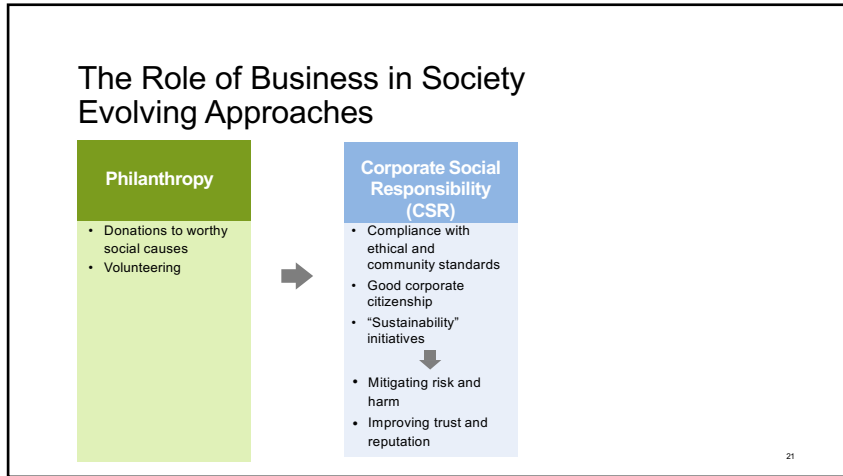 The Role of Business in Society
Evolving Approaches
Philanthropy
• Donations to worthy
social causes
• Volunteering
Corporate Social
Responsibility
(CSR)
• Compliance with
ethical and
community standards
• Good corporate
citizenship
• “Sustainability”
initiatives
• Mitigating risk and
harm
• Improving trust and
reputation
21